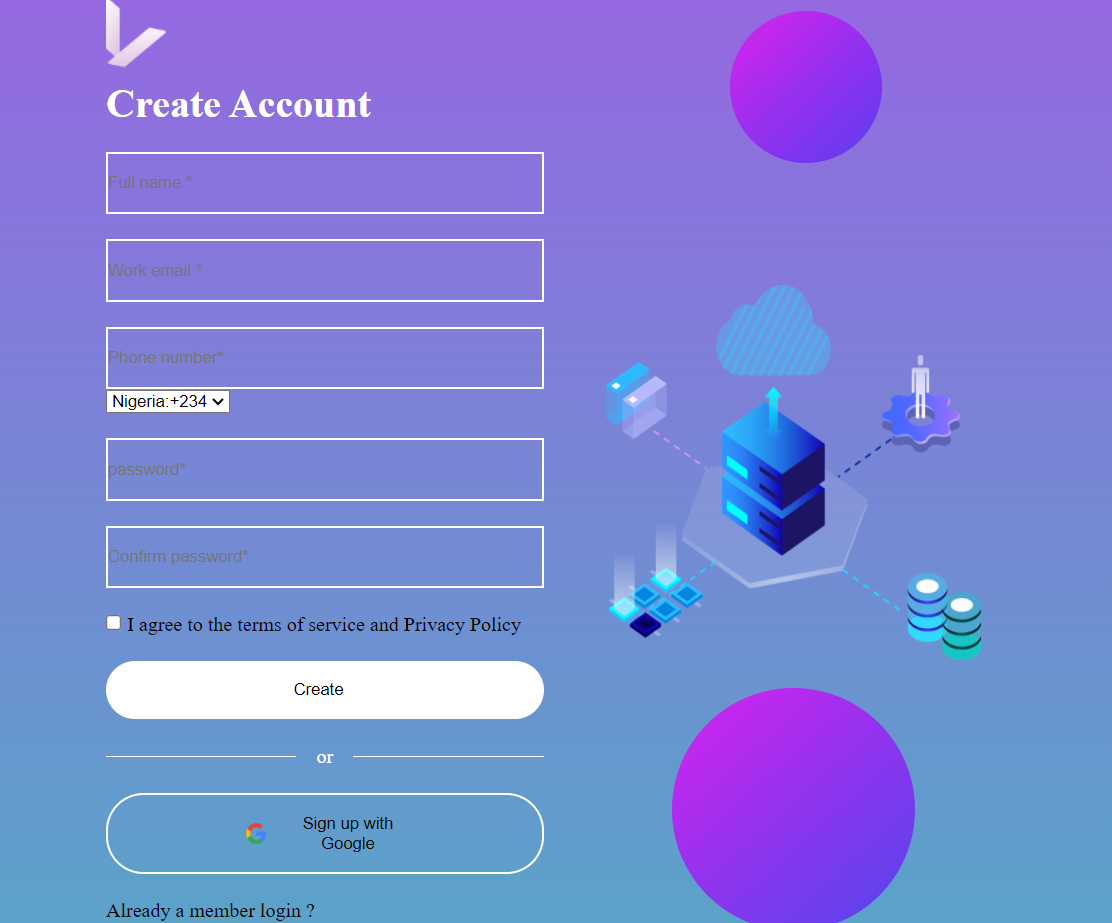 Create Account
Full name *
Work email *
Phone number*
Nigeria:+234
password*
Confirm password*
I agree to the terms of service and Privacy Policy
Create
or
Sign up with
Google
Already a member login ?